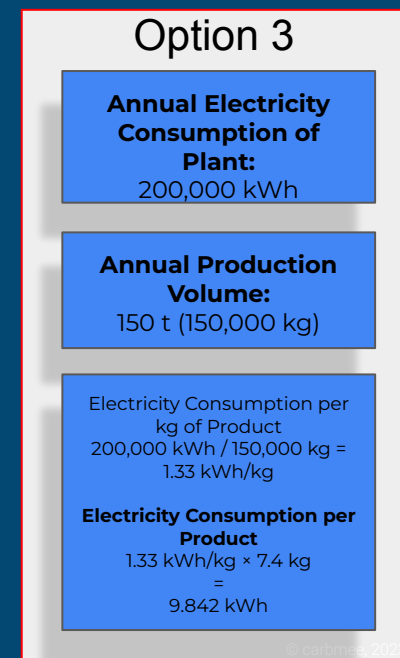 Option 3
Annual Electricity
Consumption of
Plant:
200,000 kWh
Annual Production
Volume:
150 t (150,000 kg)
Electricity Consumption per
kg of Product
200,000 kWh / 150,000 kg =
1.33 kWh/kg
Electricity Consumption per
Product
1.33 kWh/kg × 7.4 kg
=
9.842 kWh
© carbmee, 2023